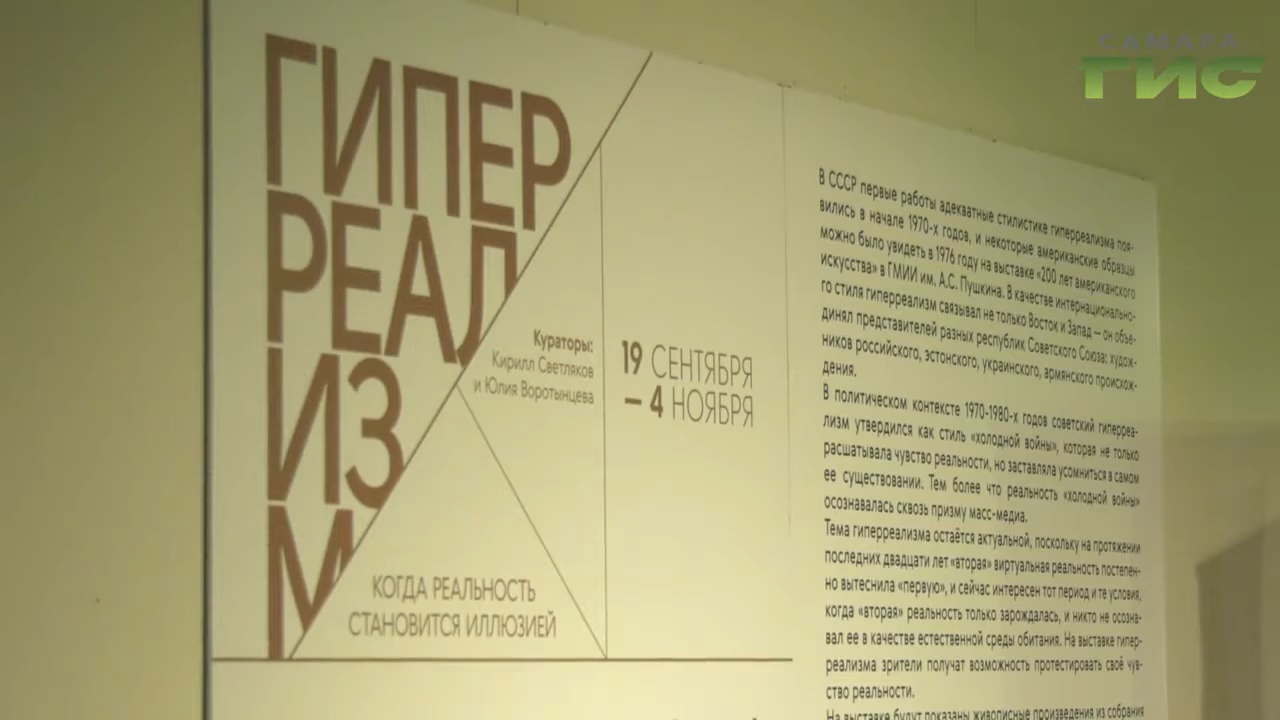 САМАРА
ГИС
ГИПЕР
РЕАЛ
ИЗ
М
Кураторы:
Кирилл Светляков
и Юлия Воротынцева
19 СЕНТЯБРЯ
— 4 НОЯБРЯ
КОГДА РЕАЛЬНОСТЬ
СТАНОВИТСЯ ИЛЛЮЗИЕЙ
В СССР первые работы адекватные стилистике гиперреализма поя-
вились в начале 1970-х годов, и некоторые американские образцы
можно было увидеть в 1976 году на выставке «200 лет американского
искусства» в ГМИИ им. А.С. Пушкина. В качестве интернационально-
го стиля гиперреализм связывал не только Восток и Запад — он объе-
динял представителей разных республик Советского Союза: худож-
ников российского, эстонского, украинского, армянского происхож-
дения.
В политическом контексте 1970-1980-х годов советский гиперреа-
лизм утвердился как стиль «холодной войны», которая не только
расшатывала чувство реальности, но заставляла усомниться в самом
ее существовании. Тем более что реальность «холодной войны»
осознавалась сквозь призму масс-медиа.
Тема гиперреализма остаётся актуальной, поскольку на протяжении
последних двадцати лет «вторая» виртуальная реальность постепен-
но вытеснила «первую», и сейчас интересен тот период и те условия,
когда «вторая» реальность только зарождалась, и никто не осозна-
вал ее в качестве естественной среды обитания. На выставке гипер-
реализма зрители получат возможность протестировать своё чув-
ство реальности.
На выставке будут показаны живописные произведения из собрания